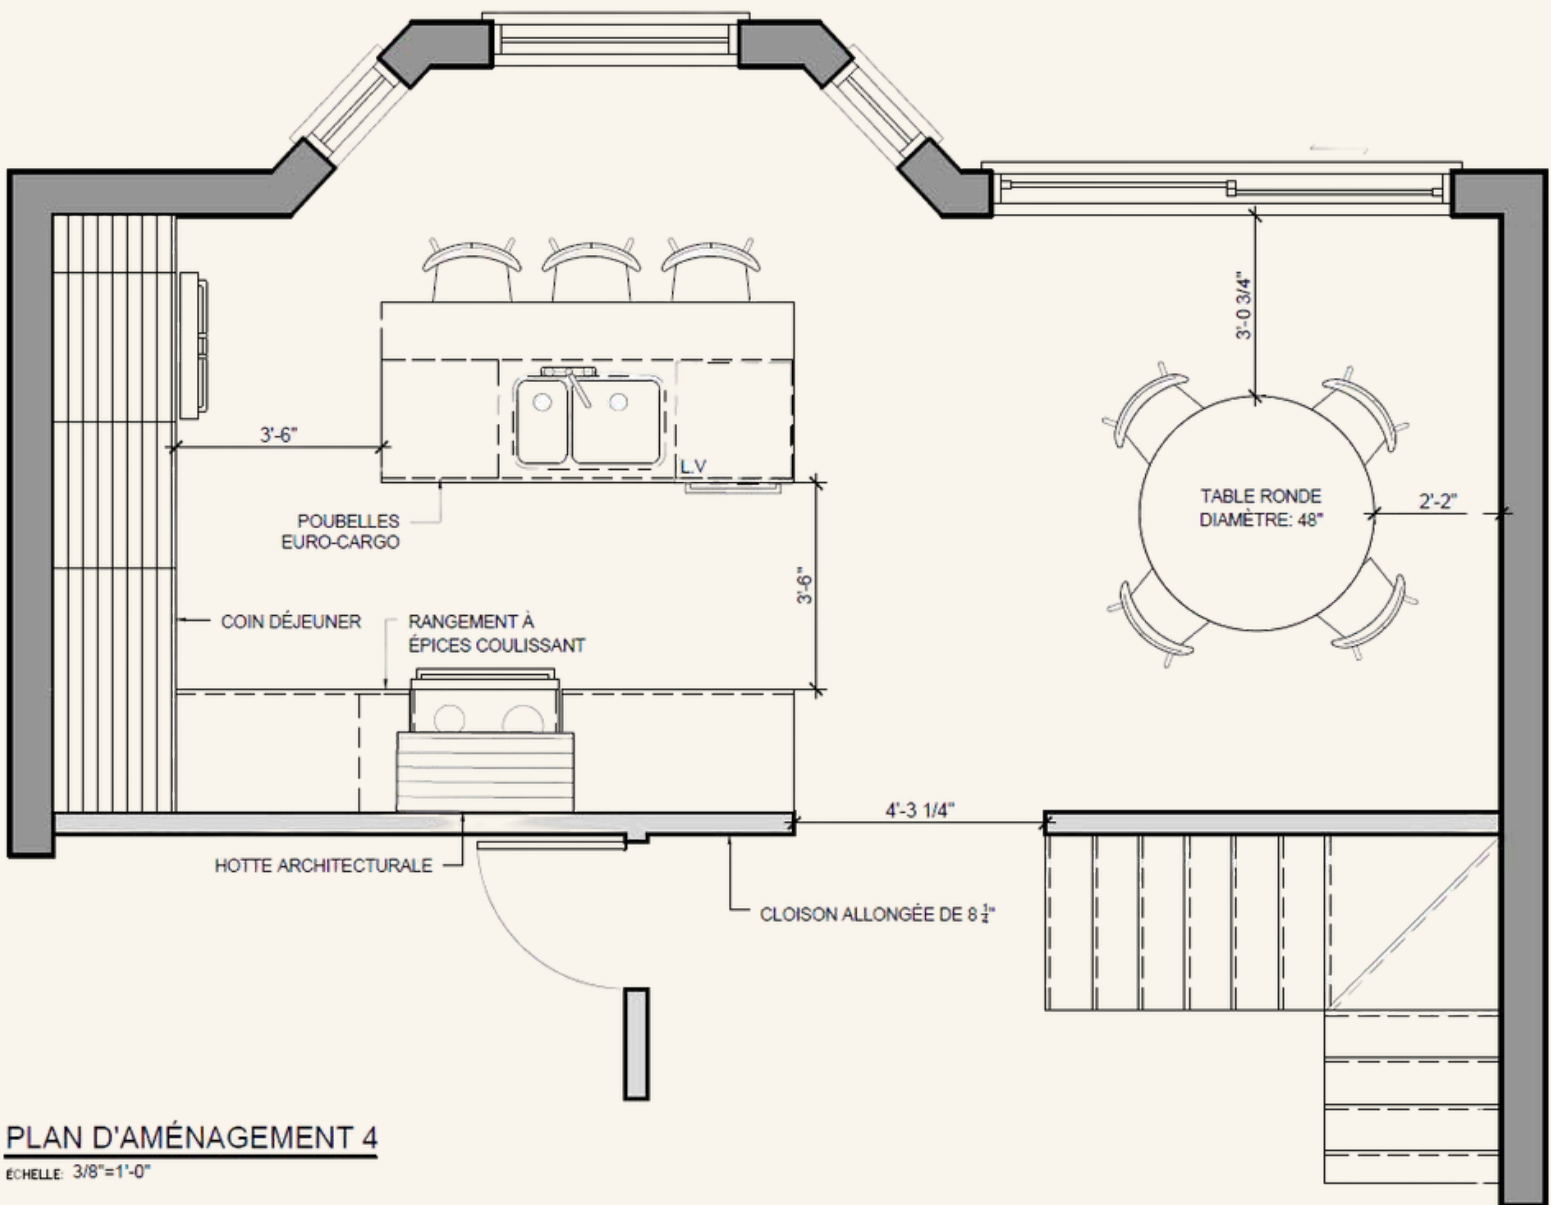 3'-0 3/4"
3'-6"
L.V
TABLE RONDE
DIAMÈTRE: 48"
2'-2"
POUBELLES
EURO-CARGO
3'-6"
COIN DÉJEUNER
RANGEMENT À
ÉPICES COULISSANT
4'-3 1/4"
HOTTE ARCHITECTURALE
CLOISON ALLONGÉE DE 8 ½"
PLAN D'AMÉNAGEMENT 4
ÉCHELLE: 3/8"=1'-0"